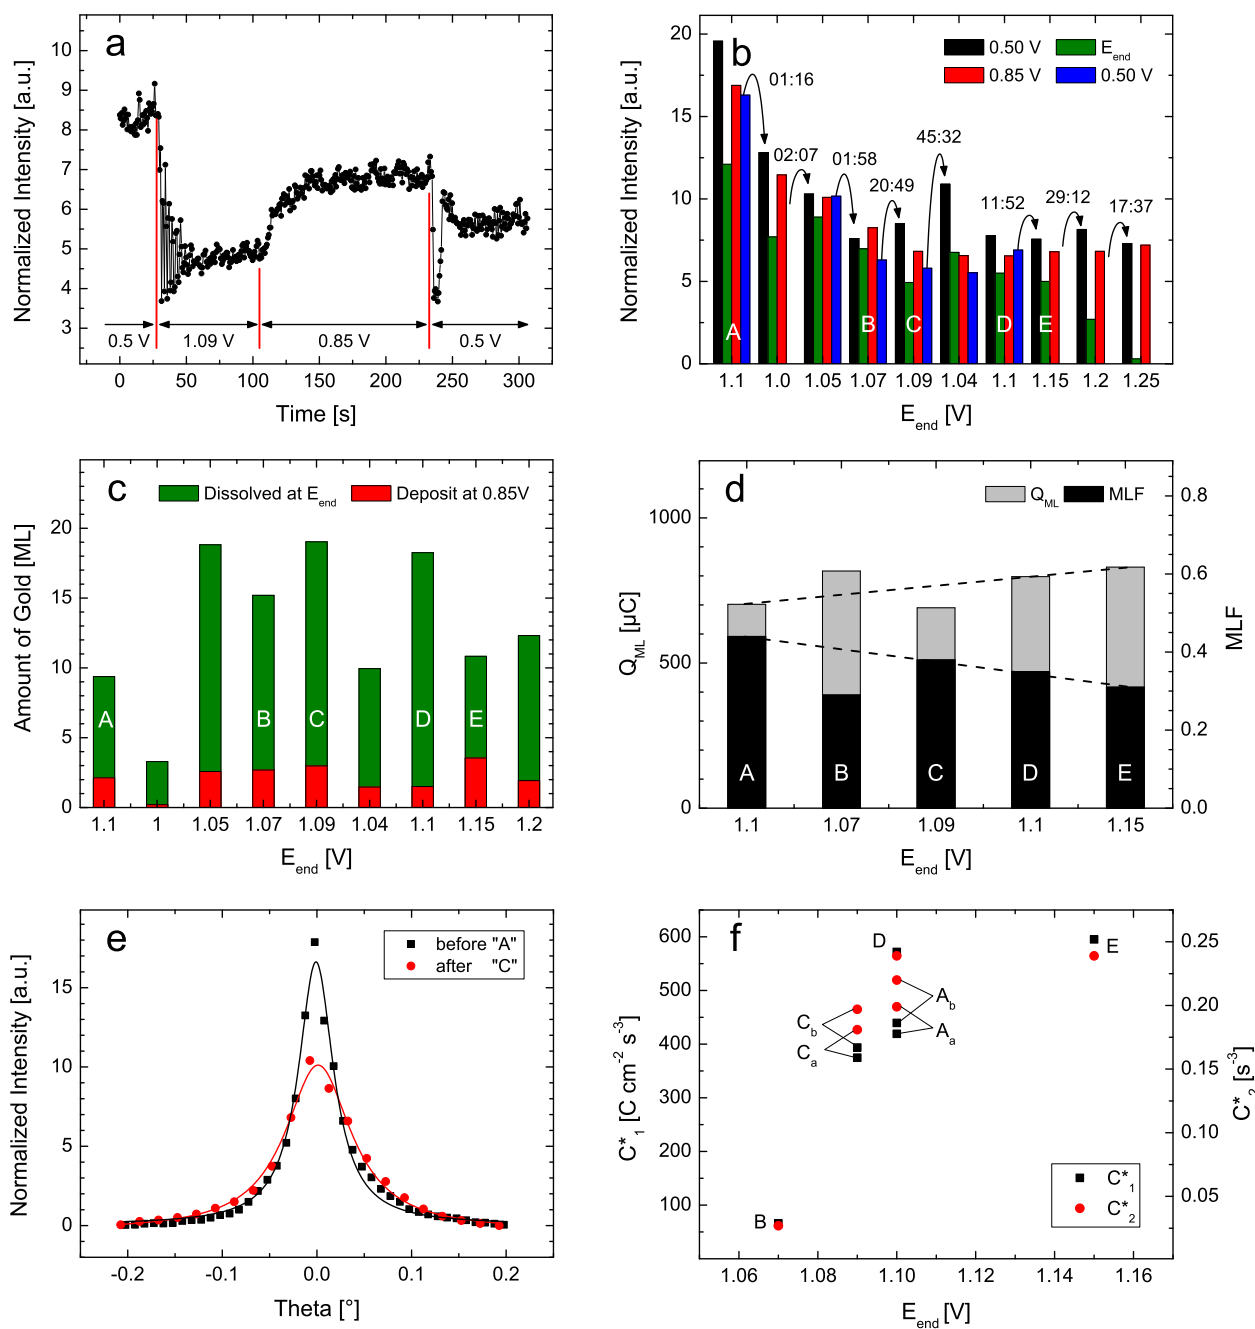 a
Normalized Intensity [a.u.]
10
9
8
7
6
5
4
3
0.5 V
1.09 V
0.85 V
0.5 V
0 50 100 150 200 250 300
Time [s]
b
Normalized Intensity [a.u.]
20
15
10
5
0
0.50 V
E_end
0.85 V
0.50 V
01:16
02:07
01:58
20:49
45:32
11:52
29:12
17:37
A B C D E
1.1 1.0 1.05 1.07 1.09 1.04 1.1 1.15 1.2 1.25
E_end [V]
c
Amount of Gold [ML]
Dissolved at E_end
Deposit at 0.85V
20
15
10
5
0
A B C D E
1.1 1 1.05 1.07 1.09 1.04 1.1 1.15 1.2
E_end [V]
d
Q_ML [µC]
Q_ML
MLF
1000
500
0
0.8
0.6
0.4
0.2
0.0
MLF
A B C D E
1.1 1.07 1.09 1.1 1.15
E_end [V]
e
Normalized Intensity [a.u.]
before "A"
after "C"
15
10
5
0
-0.2 -0.1 0.0 0.1 0.2
Theta [°]
f
C*_1 [C cm^-2 s^-3]
600
500
400
300
200
100
D
E
A_b
C_b
C_a
A_a
B
C*_1
C*_2
0.25
0.20
0.15
0.10
0.05
C*_2 [s^-3]
1.06 1.08 1.10 1.12 1.14 1.16
E_end [V]